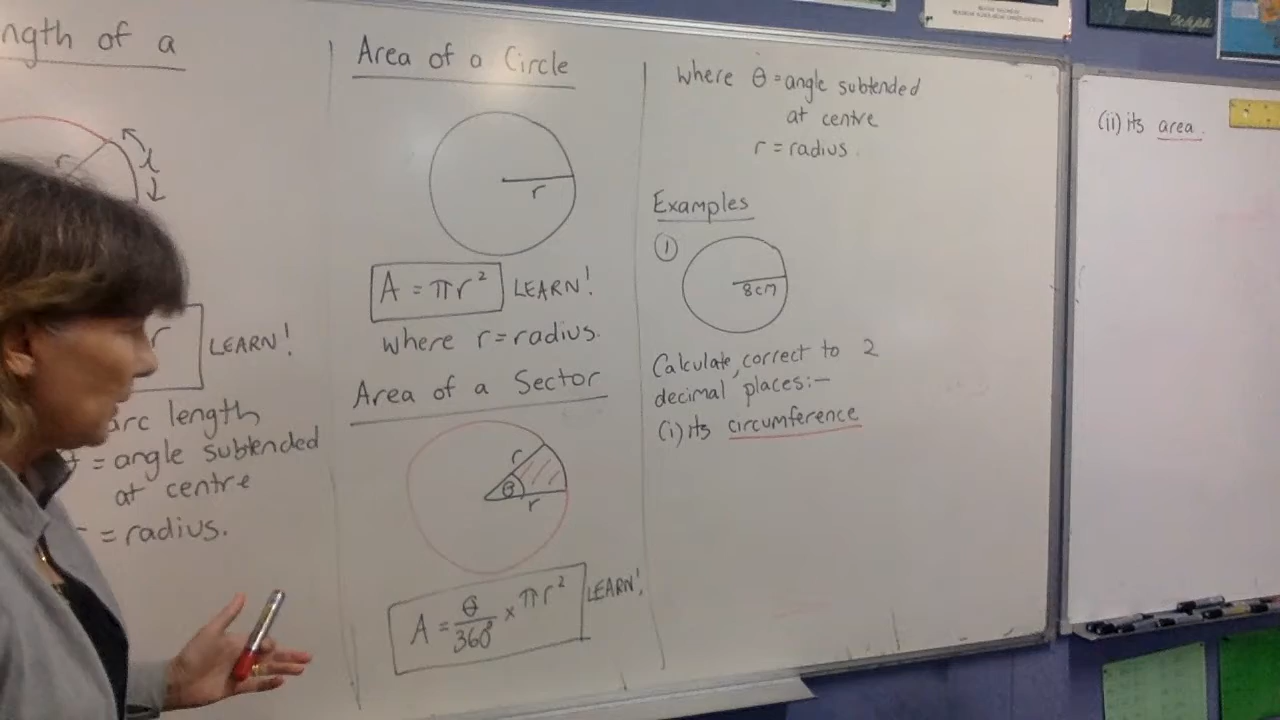 ngth of a
r
l
r
LEARN!
arc length
= angle subtended
at centre
= radius.
Area of a Circle
r
A = πr² LEARN!
where r = radius.
Area of a Sector
r
θ
r
A = θ/360° × πr² LEARN!
where θ = angle subtended
at centre
r = radius.
Examples
① 8cm
Calculate, correct to 2
decimal places:-
(i) its circumference
(ii) its area.